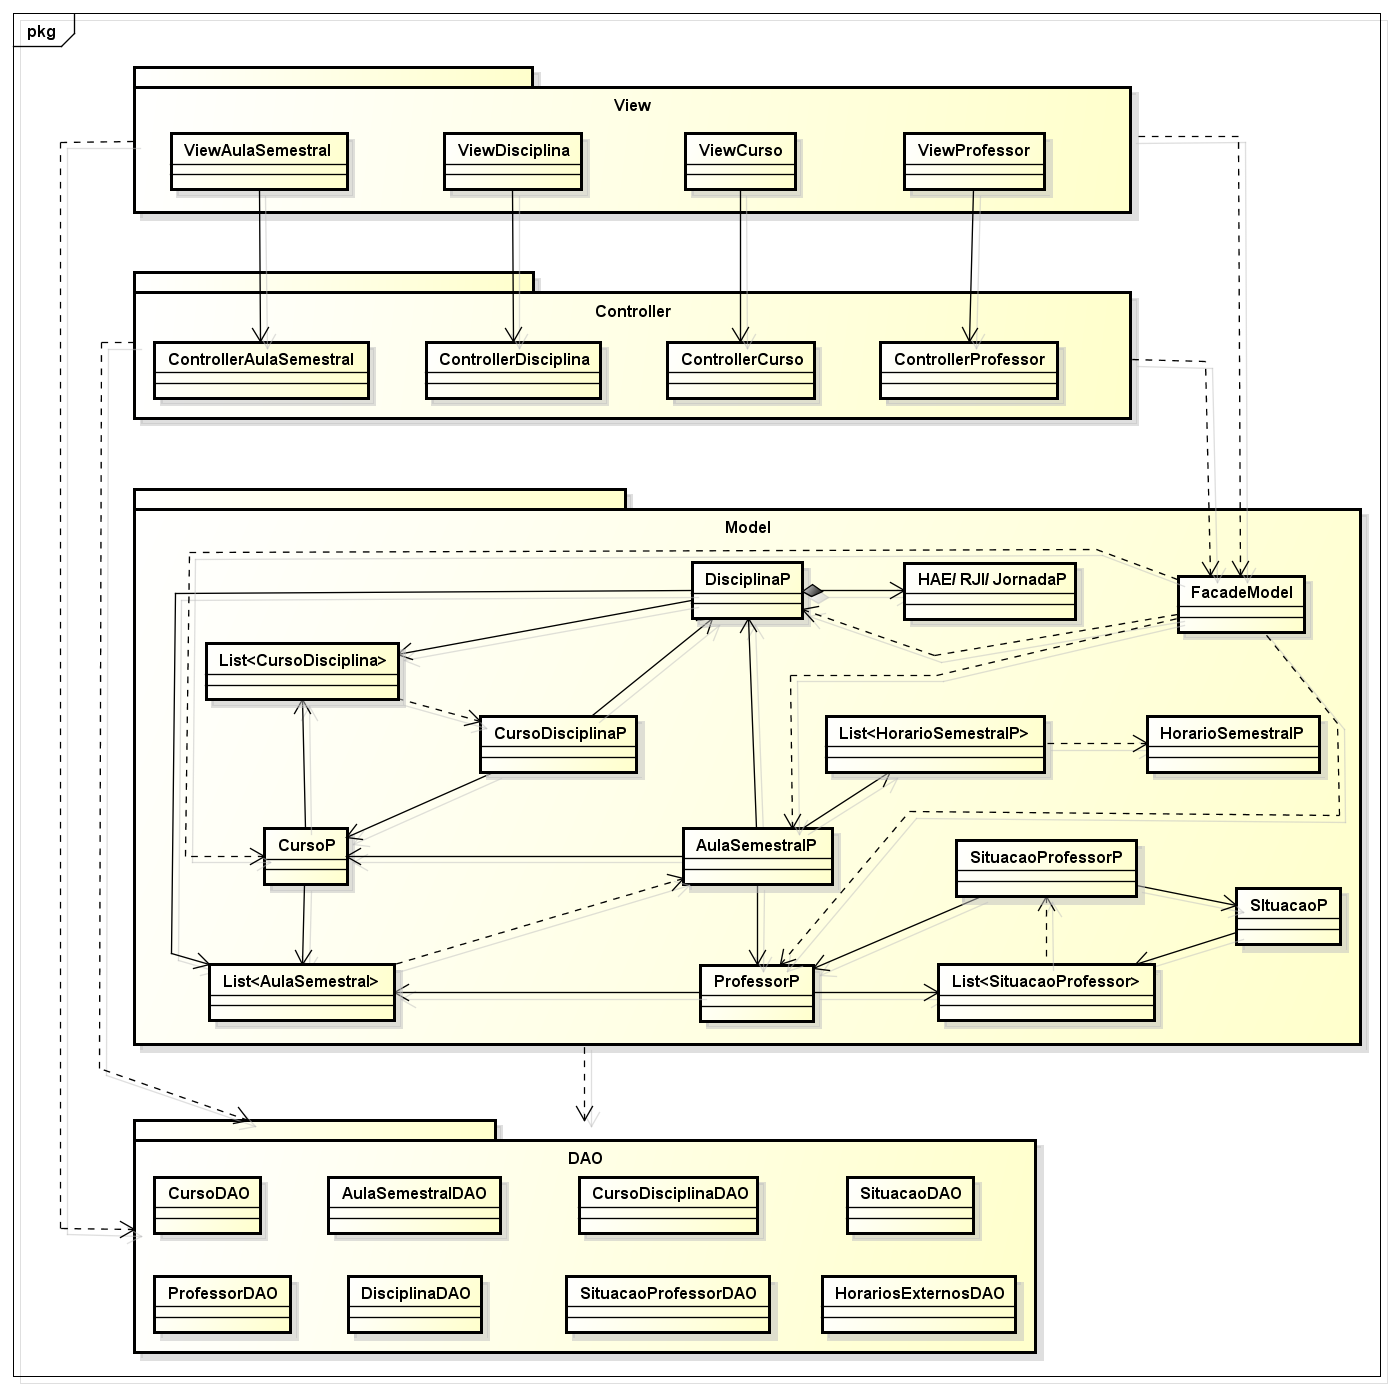 pkg
View
ViewAulaSemestral
ViewDisciplina
ViewCurso
ViewProfessor
Controller
ControllerAulaSemestral
ControllerDisciplina
ControllerCurso
ControllerProfessor
Model
DisciplinaP
HAE/ RJI/ JornadaP
FacadeModel
List<CursoDisciplina>
CursoDisciplinaP
List<HorarioSemestralP>
HorarioSemestralP
CursoP
AulaSemestralP
SituacaoProfessorP
SItuacaoP
List<AulaSemestral>
ProfessorP
List<SituacaoProfessor>
DAO
CursoDAO
AulaSemestralDAO
CursoDisciplinaDAO
SituacaoDAO
ProfessorDAO
DisciplinaDAO
SituacaoProfessorDAO
HorariosExternosDAO